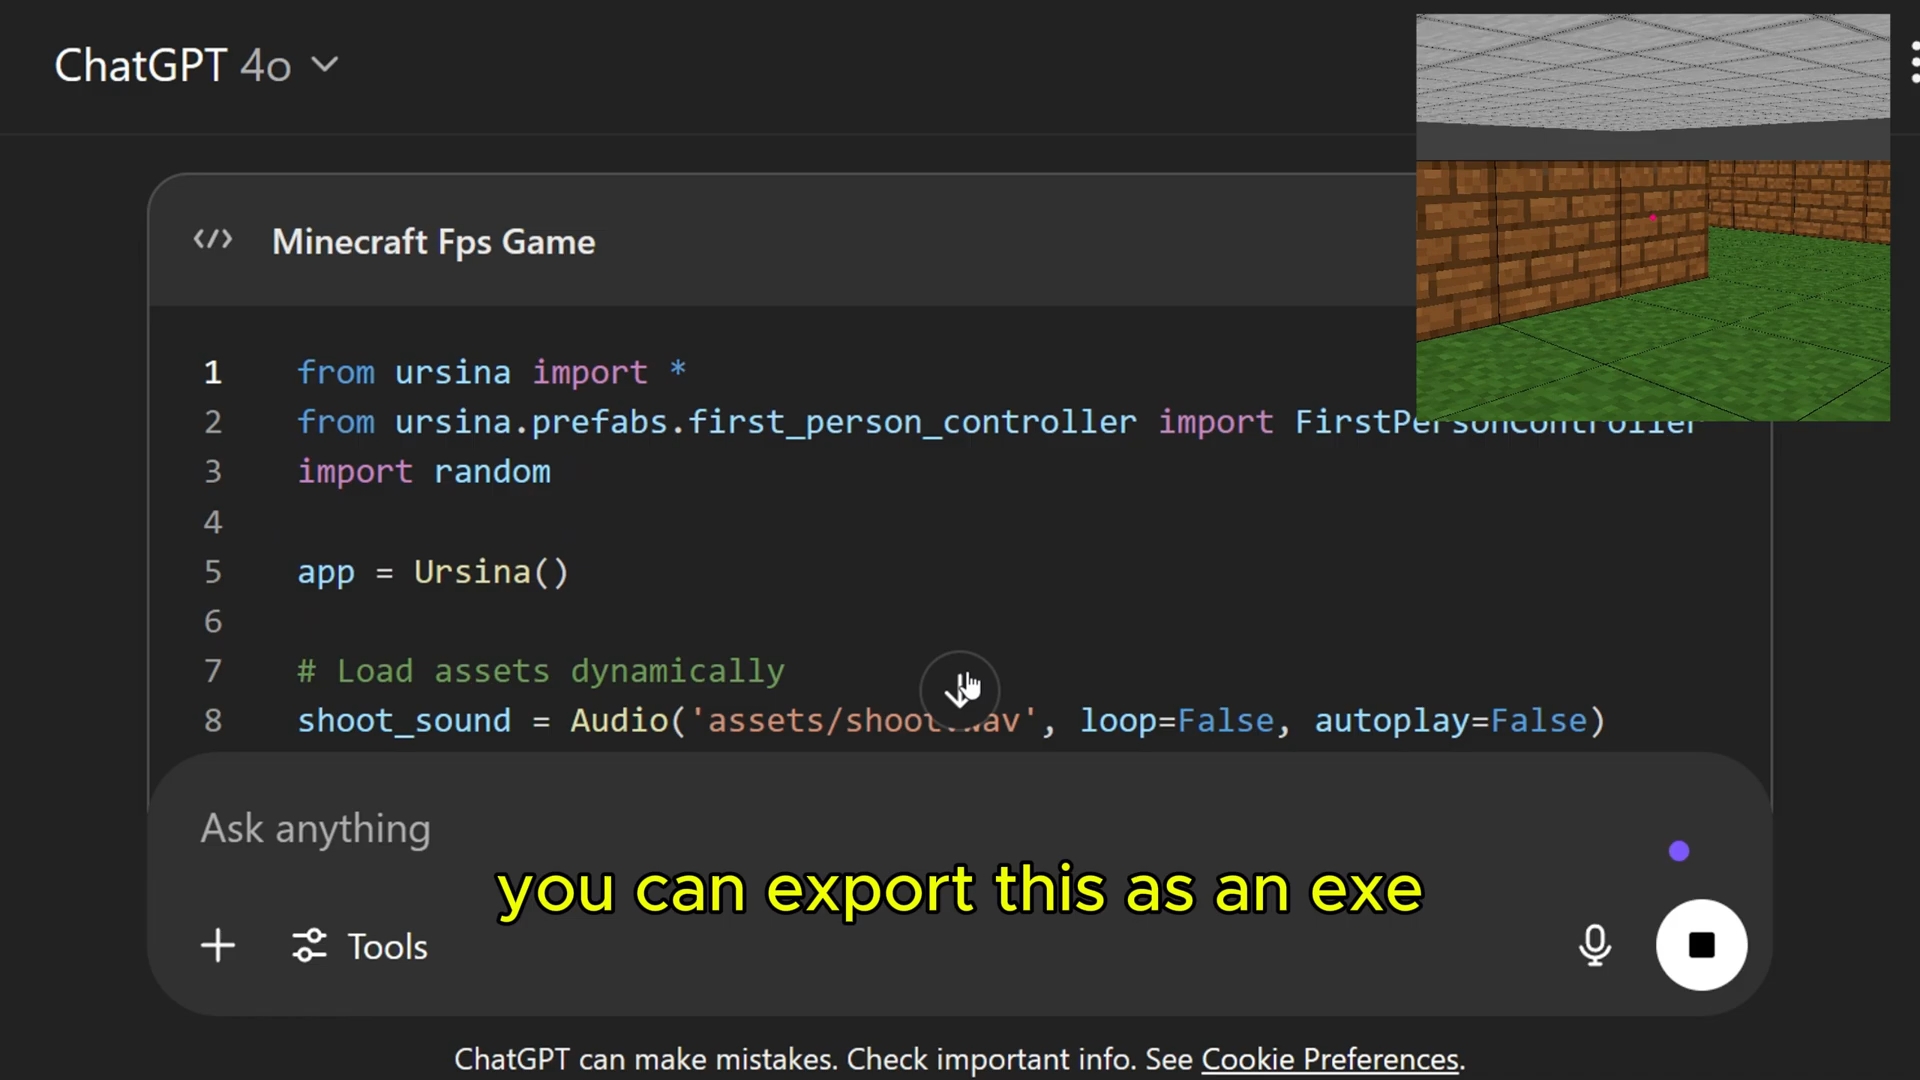 ChatGPT 4o
Minecraft Fps Game
1 from ursina import *
2 from ursina.prefabs.first_person_controller import FirstPersonController
3 import random
4
5 app = Ursina()
6
7 # Load assets dynamically
8 shoot_sound = Audio('assets/shoot.wav', loop=False, autoplay=False)
Ask anything
you can export this as an exe
Tools
ChatGPT can make mistakes. Check important info. See Cookie Preferences.